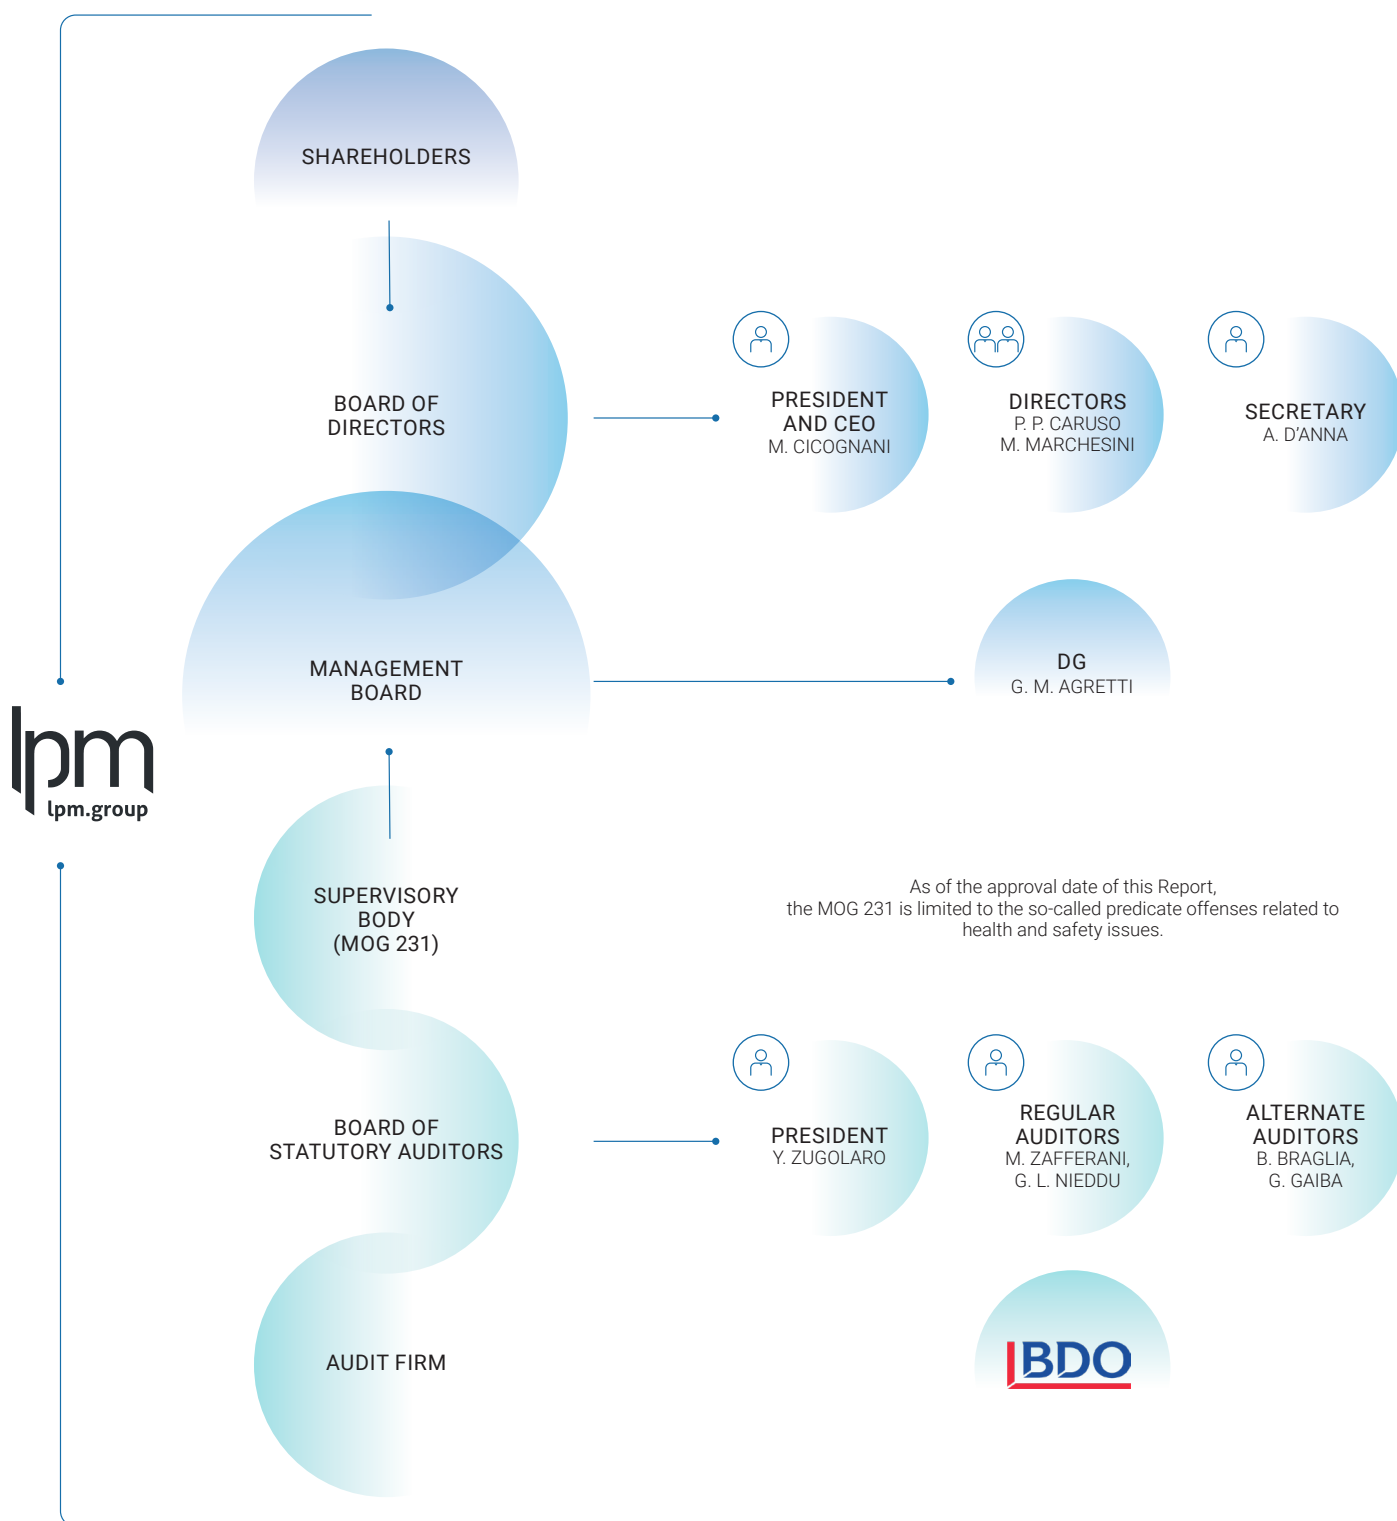 SHAREHOLDERS
BOARD OF
DIRECTORS
PRESIDENT
AND CEO
M. CICOGNANI
DIRECTORS
P. P. CARUSO
M. MARCHESINI
SECRETARY
A. D’ANNA
MANAGEMENT
BOARD
DG
G. M. AGRETTI
lpm
lpm.group
SUPERVISORY
BODY
(MOG 231)
As of the approval date of this Report,
the MOG 231 is limited to the so-called predicate offenses related to
health and safety issues.
BOARD OF
STATUTORY AUDITORS
PRESIDENT
Y. ZUGOLARO
REGULAR
AUDITORS
M. ZAFFERANI,
G. L. NIEDDU
ALTERNATE
AUDITORS
B. BRAGLIA,
G. GAIBA
AUDIT FIRM
BDO